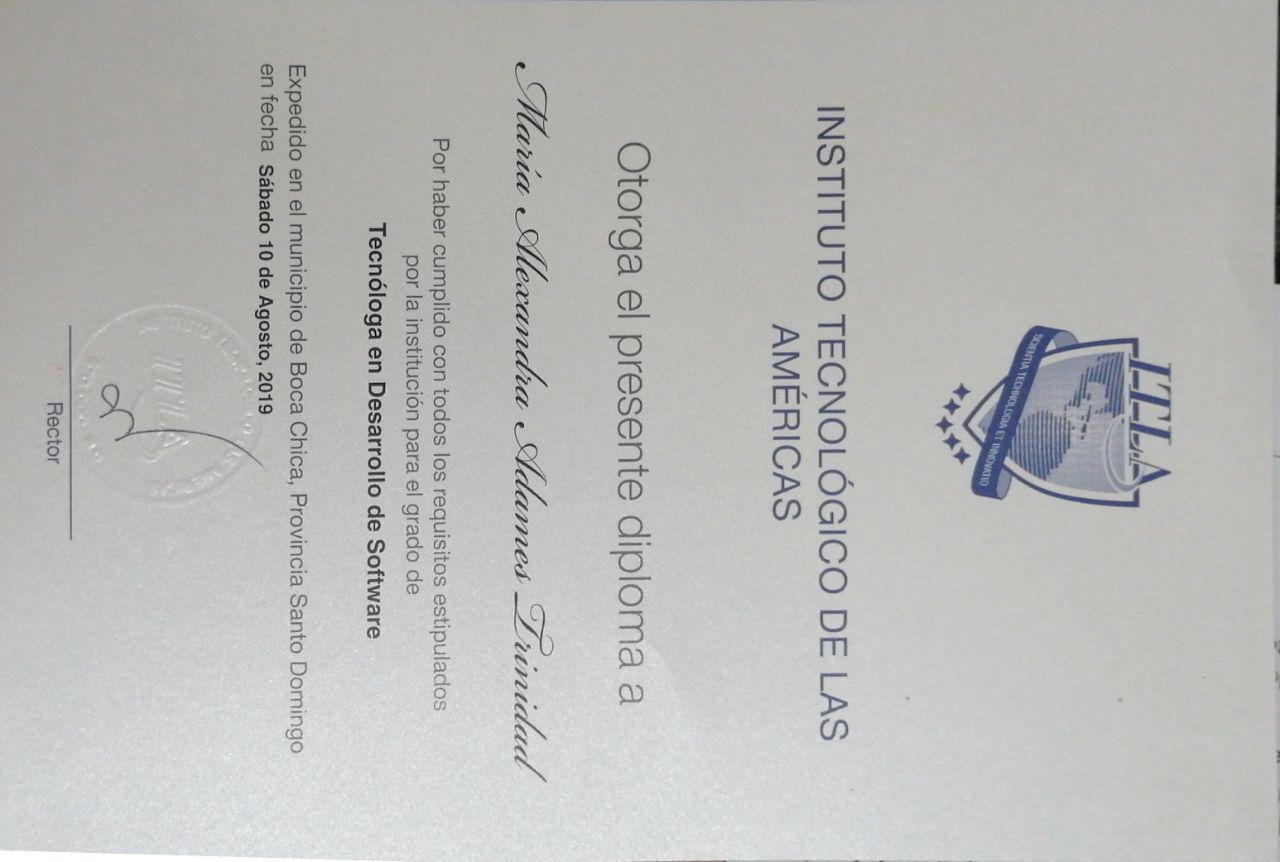 ITLA
SCIENTIA TECHNOLOGIA ET INNOVATIO
INSTITUTO TECNOLÓGICO DE LAS
AMÉRICAS
Otorga el presente diploma a
María Alexandra Adames Trinidad
Por haber cumplido con todos los requisitos estipulados
por la institución para el grado de
Tecnóloga en Desarrollo de Software
Expedido en el municipio de Boca Chica, Provincia Santo Domingo
en fecha Sábado 10 de Agosto, 2019
ITLA
Rector